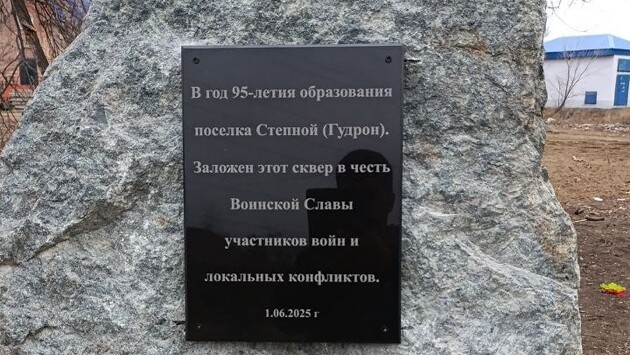 В год 95-летия образования
поселка Степной (Гудрон).
Заложен этот сквер в честь
Воинской Славы
участников войн и
локальных конфликтов.
1.06.2025 г